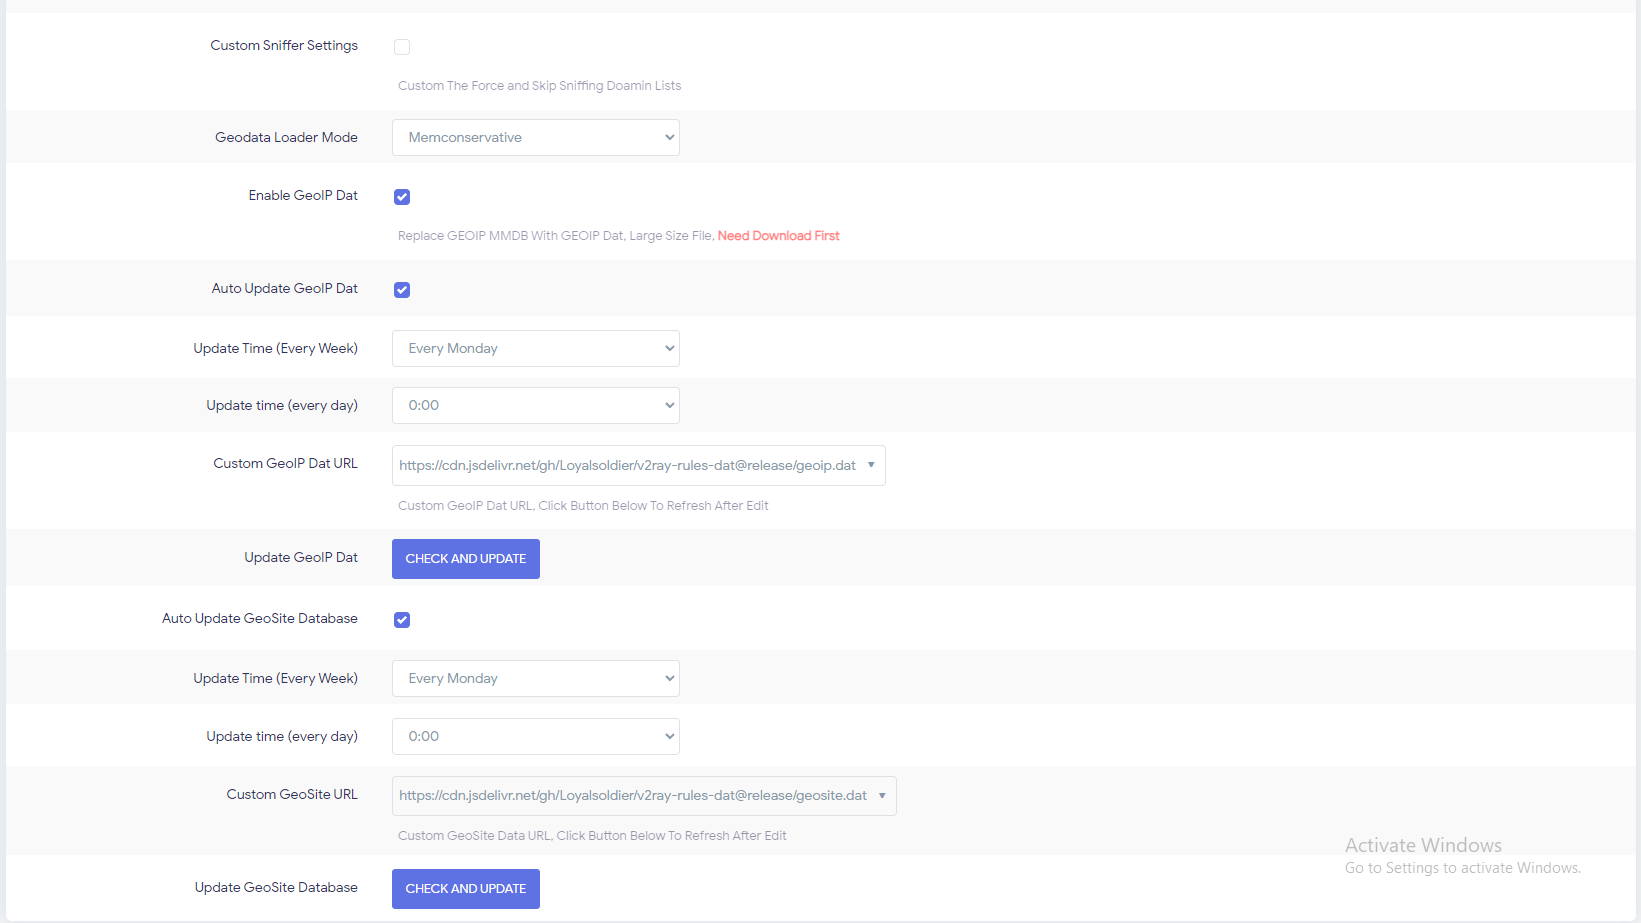 Custom Sniffer Settings
Custom The Force and Skip Sniffing Doamin Lists
Geodata Loader Mode Memconservative
Enable GeoIP Dat
Replace GEOIP MMDB With GEOIP Dat, Large Size File, Need Download First
Auto Update GeoIP Dat
Update Time (Every Week) Every Monday
Update time (every day) 0:00
Custom GeoIP Dat URL https://cdn.jsdelivr.net/gh/Loyalsoldier/v2ray-rules-dat@release/geoip.dat
Custom GeoIP Dat URL, Click Button Below To Refresh After Edit
Update GeoIP Dat CHECK AND UPDATE
Auto Update GeoSite Database
Update Time (Every Week) Every Monday
Update time (every day) 0:00
Custom GeoSite URL https://cdn.jsdelivr.net/gh/Loyalsoldier/v2ray-rules-dat@release/geosite.dat
Custom GeoSite Data URL, Click Button Below To Refresh After Edit
Activate Windows
Go to Settings to activate Windows.
Update GeoSite Database CHECK AND UPDATE